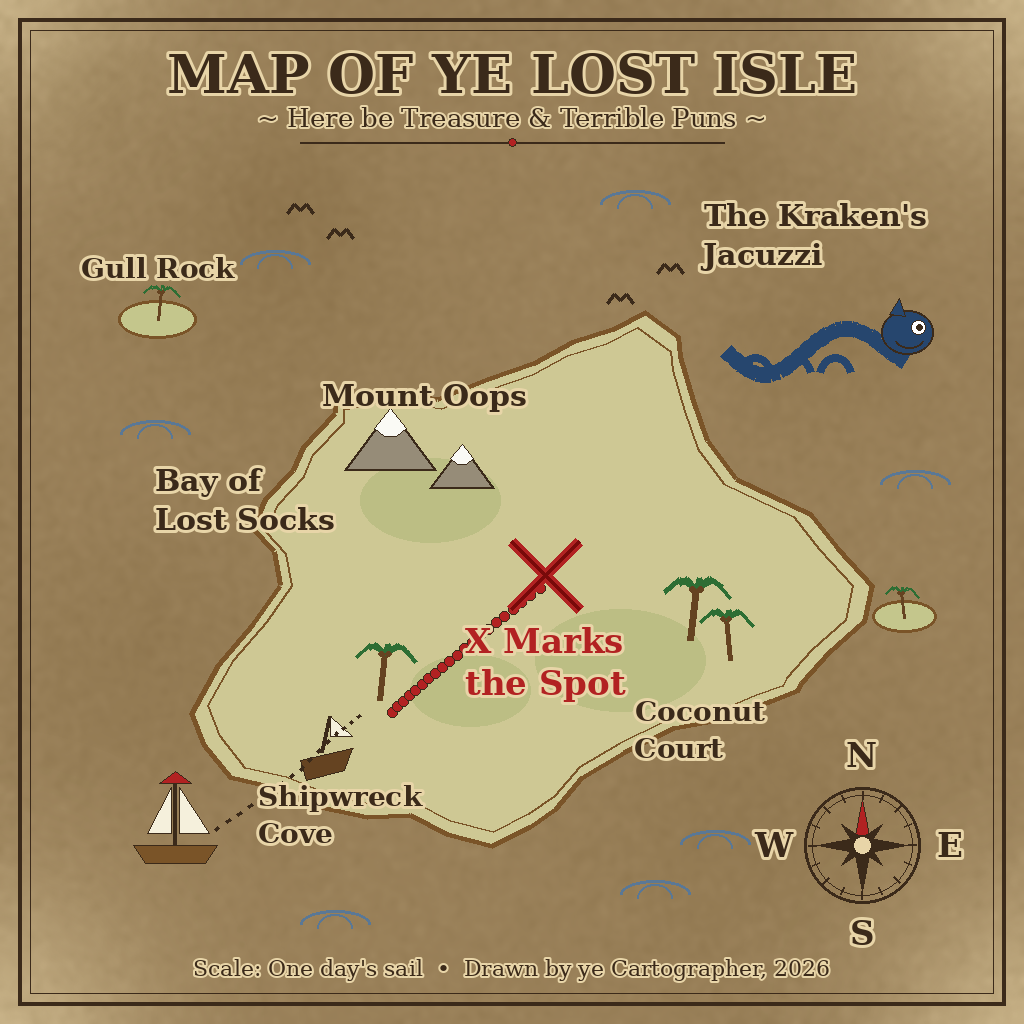 MAP OF YE LOST ISLE
~ Here be Treasure & Terrible Puns ~
The Kraken's
Jacuzzi
Gull Rock
Mount Oops
Bay of
Lost Socks
X Marks
the Spot
Coconut
Court
Shipwreck
Cove
N
W
E
S
Scale: One day's sail • Drawn by ye Cartographer, 2026